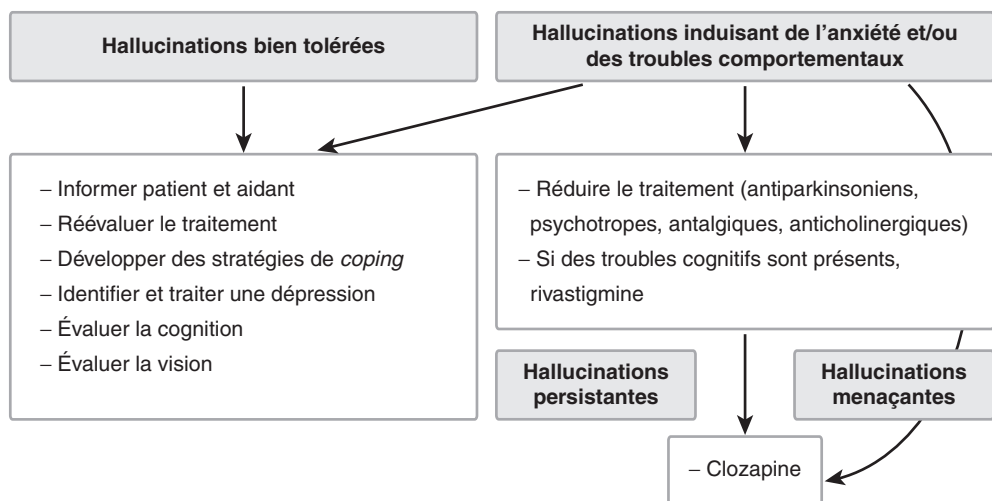 Hallucinations bien tolérées
Hallucinations induisant de l'anxiété et/ou
des troubles comportementaux
– Informer patient et aidant
– Réévaluer le traitement
– Développer des stratégies de coping
– Identifier et traiter une dépression
– Évaluer la cognition
– Évaluer la vision
– Réduire le traitement (antiparkinsoniens,
psychotropes, antalgiques, anticholinergiques)
– Si des troubles cognitifs sont présents,
rivastigmine
Hallucinations
persistantes
Hallucinations
menaçantes
– Clozapine